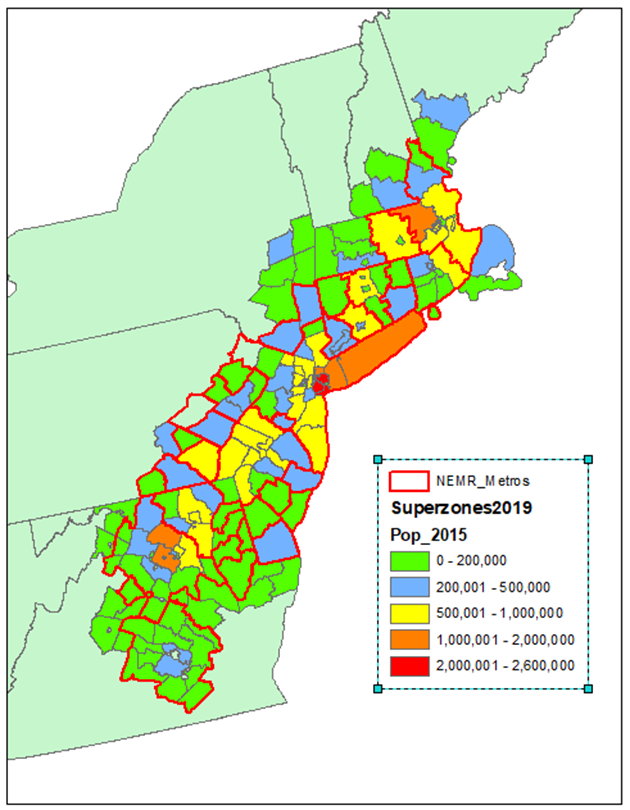 NEMR_Metros
Superzones2019
Pop_2015
0 - 200,000
200,001 - 500,000
500,001 - 1,000,000
1,000,001 - 2,000,000
2,000,001 - 2,600,000